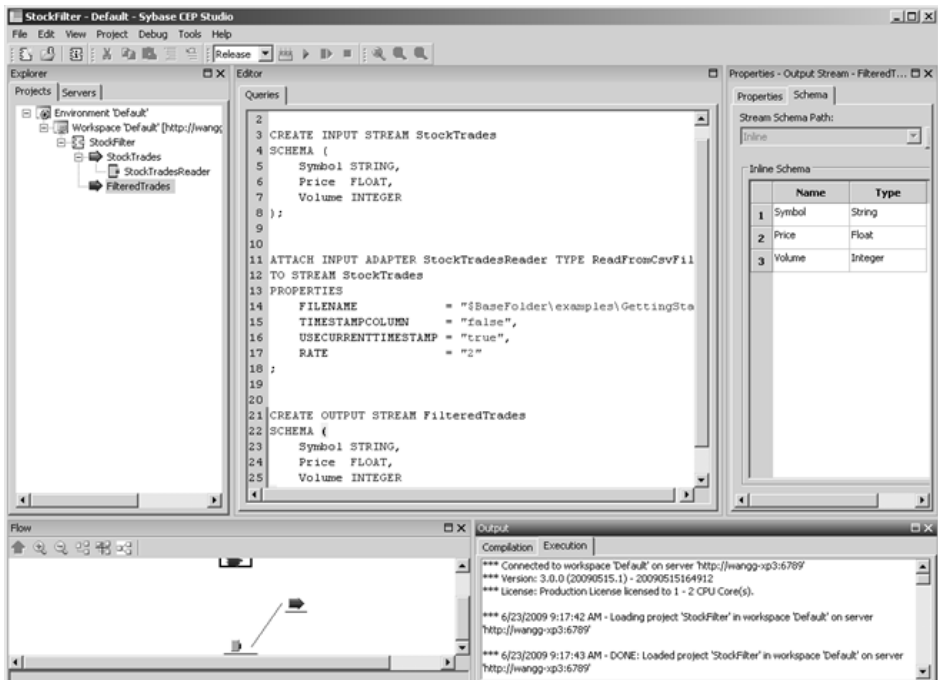 StockFilter - Default - Sybase CEP Studio
File Edit View Project Debug Tools Help
Release
Explorer
Projects Servers
Environment 'Default'
Workspace 'Default' [http://wangg
StockFilter
StockTrades
StockTradesReader
FilteredTrades
Editor
Queries
2
3 CREATE INPUT STREAM StockTrades
4 SCHEMA (
5 Symbol STRING,
6 Price FLOAT,
7 Volume INTEGER
8 );
9
10
11 ATTACH INPUT ADAPTER StockTradesReader TYPE ReadFromCsvFil
12 TO STREAM StockTrades
13 PROPERTIES
14 FILENAME = "$BaseFolder\examples\GettingSta
15 TIMESTAMPCOLUMN = "false",
16 USECURRENTTIMESTAMP = "true",
17 RATE = "2"
18 ;
19
20
21 CREATE OUTPUT STREAM FilteredTrades
22 SCHEMA (
23 Symbol STRING,
24 Price FLOAT,
25 Volume INTEGER
Properties - Output Stream - FilteredT...
Properties Schema
Stream Schema Path:
Inline
Inline Schema
Name Type
1 Symbol String
2 Price Float
3 Volume Integer
Flow
Output
Compilation Execution
*** Connected to workspace 'Default' on server 'http://wangg-xp3:6789'
*** Version: 3.0.0 (20090515.1) - 20090515164912
*** License: Production License licensed to 1 - 2 CPU Core(s).
*** 6/23/2009 9:17:42 AM - Loading project 'StockFilter' in workspace 'Default' on server
'http://wangg-xp3:6789'
*** 6/23/2009 9:17:43 AM - DONE: Loaded project 'StockFilter' in workspace 'Default' on server
'http://wangg-xp3:6789'